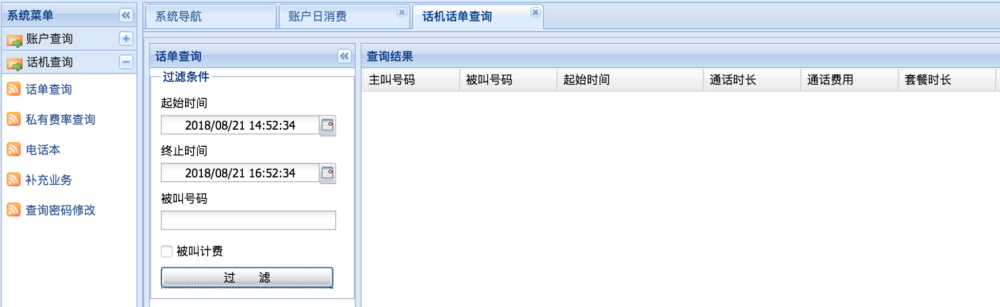 系统菜单
账户查询
话机查询
话单查询
私有费率查询
电话本
补充业务
查询密码修改
系统导航
账户日消费
话机话单查询
话单查询
过滤条件
起始时间
2018/08/21 14:52:34
终止时间
2018/08/21 16:52:34
被叫号码
被叫计费
过 滤
查询结果
主叫号码 被叫号码 起始时间 通话时长 通话费用 套餐时长